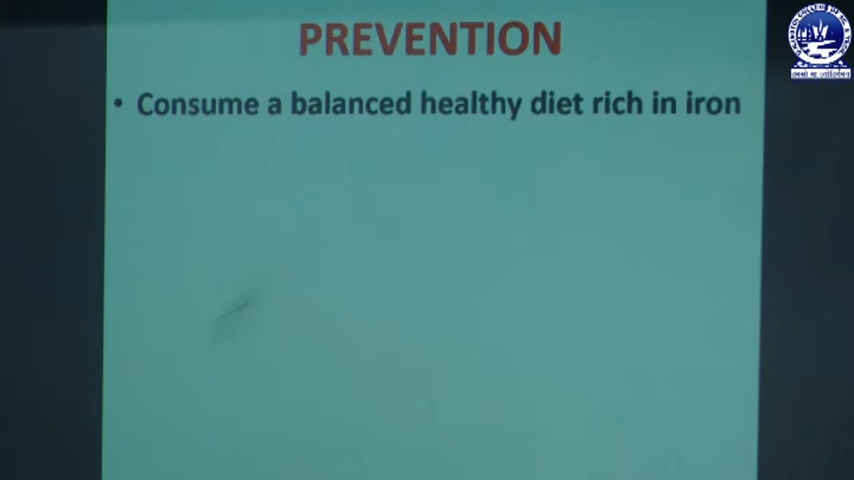 PREVENTION
• Consume a balanced healthy diet rich in iron